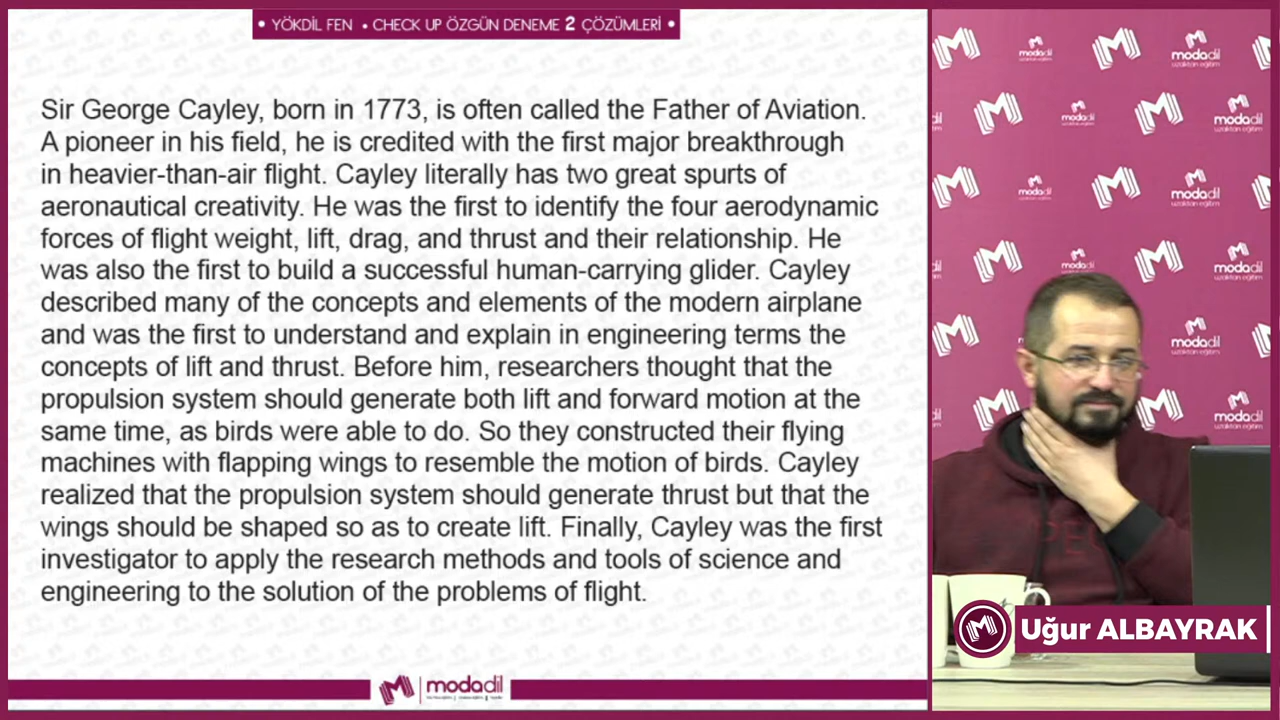 • YÖKDİL FEN • CHECK UP ÖZGÜN DENEME 2 ÇÖZÜMLERİ •
Sir George Cayley, born in 1773, is often called the Father of Aviation.
A pioneer in his field, he is credited with the first major breakthrough
in heavier-than-air flight. Cayley literally has two great spurts of
aeronautical creativity. He was the first to identify the four aerodynamic
forces of flight weight, lift, drag, and thrust and their relationship. He
was also the first to build a successful human-carrying glider. Cayley
described many of the concepts and elements of the modern airplane
and was the first to understand and explain in engineering terms the
concepts of lift and thrust. Before him, researchers thought that the
propulsion system should generate both lift and forward motion at the
same time, as birds were able to do. So they constructed their flying
machines with flapping wings to resemble the motion of birds. Cayley
realized that the propulsion system should generate thrust but that the
wings should be shaped so as to create lift. Finally, Cayley was the first
investigator to apply the research methods and tools of science and
engineering to the solution of the problems of flight.
modadil
modadil
uzaktan eğitim
Uğur ALBAYRAK